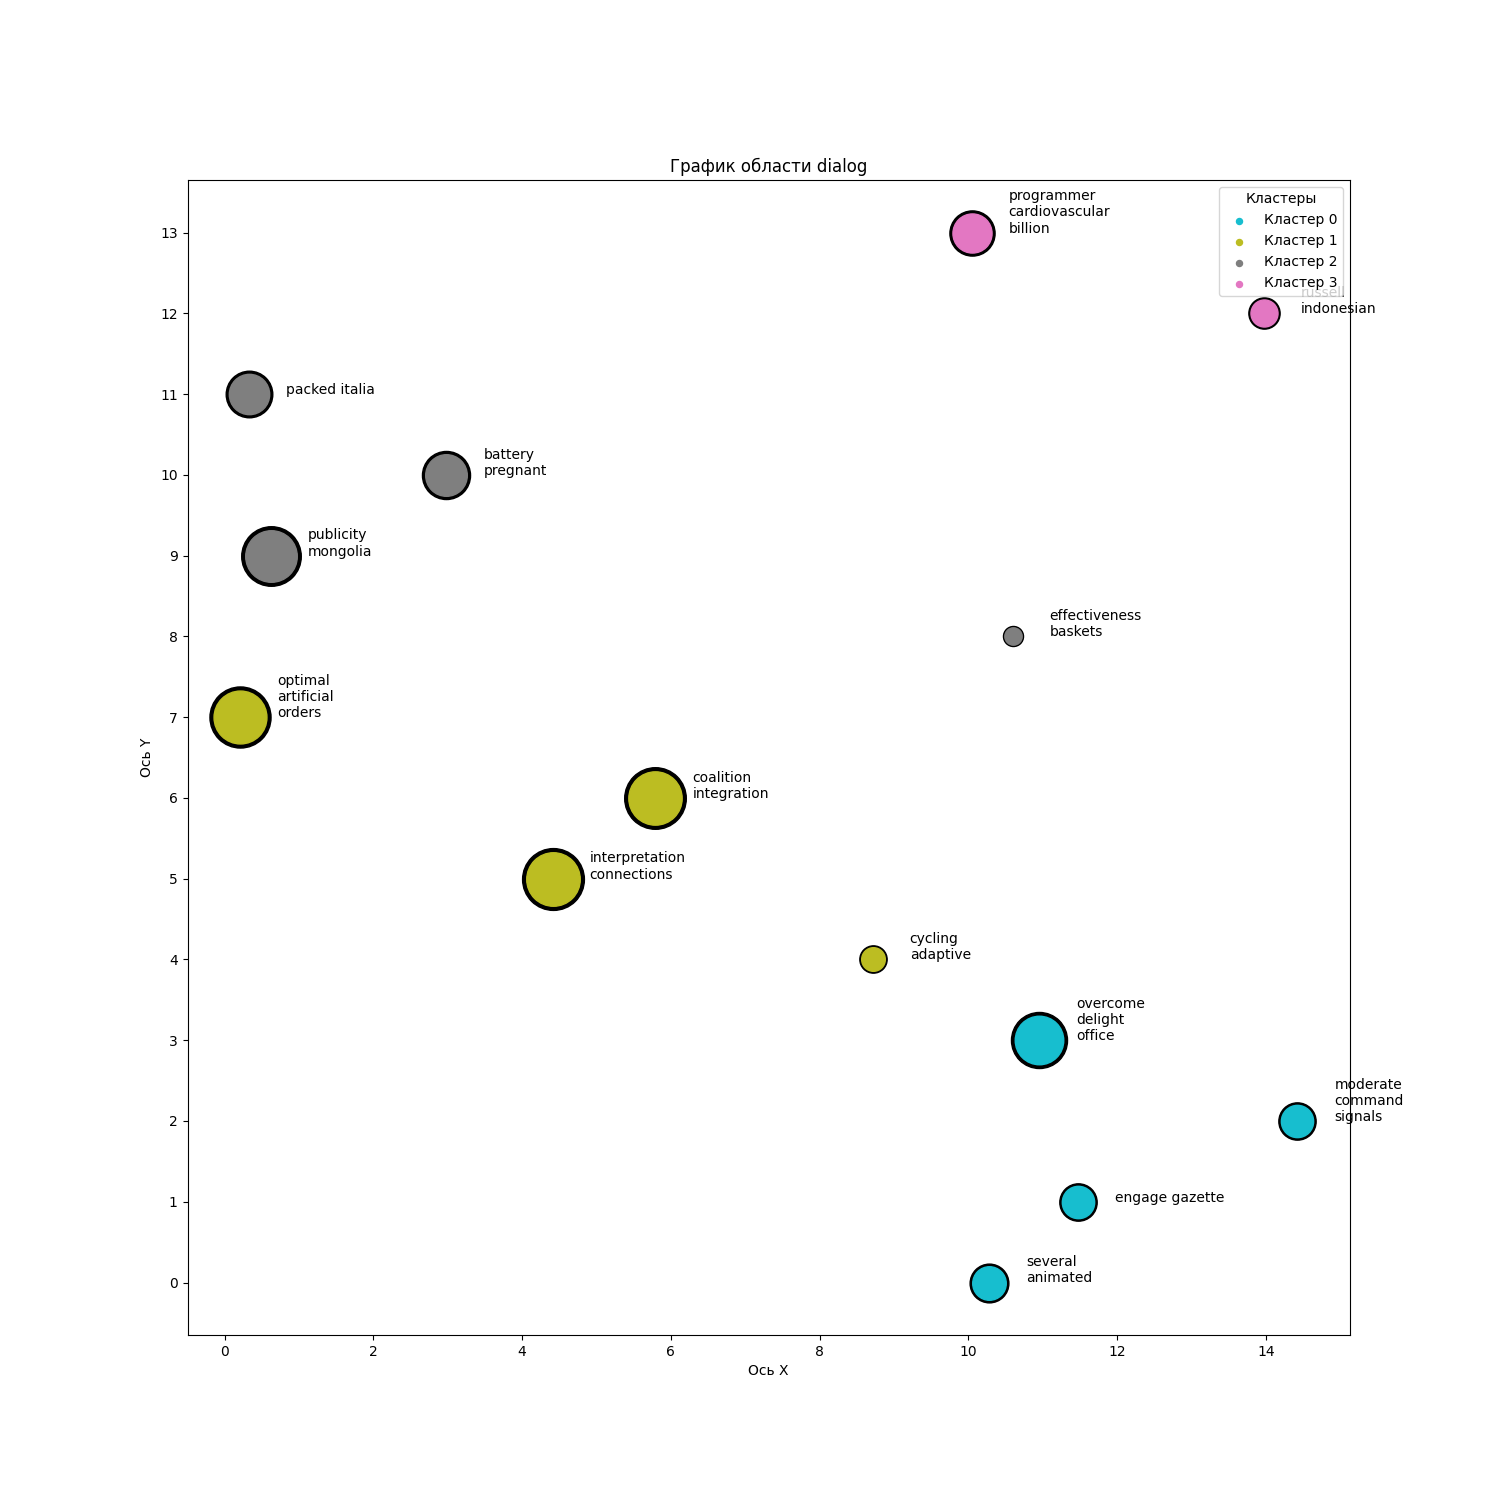 График области dialog
programmer
cardiovascular
billion
Кластеры
Кластер 0
Кластер 1
Кластер 2
Кластер 3
russell
indonesian
packed italia
battery
pregnant
publicity
mongolia
effectiveness
baskets
optimal
artificial
orders
coalition
integration
interpretation
connections
cycling
adaptive
overcome
delight
office
moderate
command
signals
engage gazette
several
animated
13
12
11
10
9
8
7
6
5
4
3
2
1
0
Ось Y
0
2
4
6
8
10
12
14
Ось X